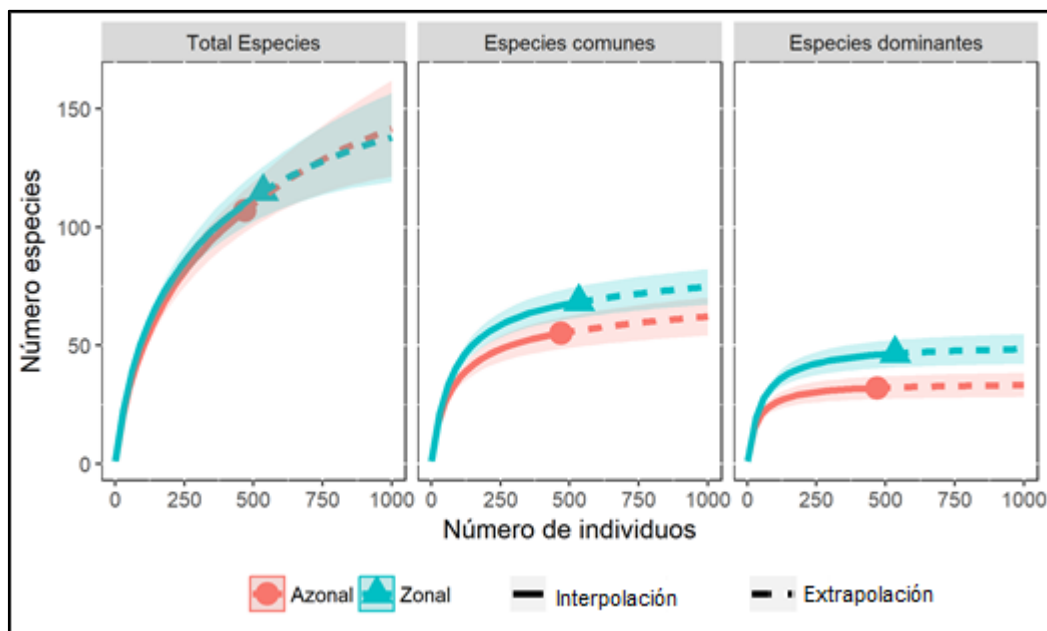 Total Especies
Especies comunes
Especies dominantes
Número especies
150
100
50
0
0 250 500 750 1000
0 250 500 750 1000
0 250 500 750 1000
Número de individuos
Azonal Zonal Interpolación Extrapolación